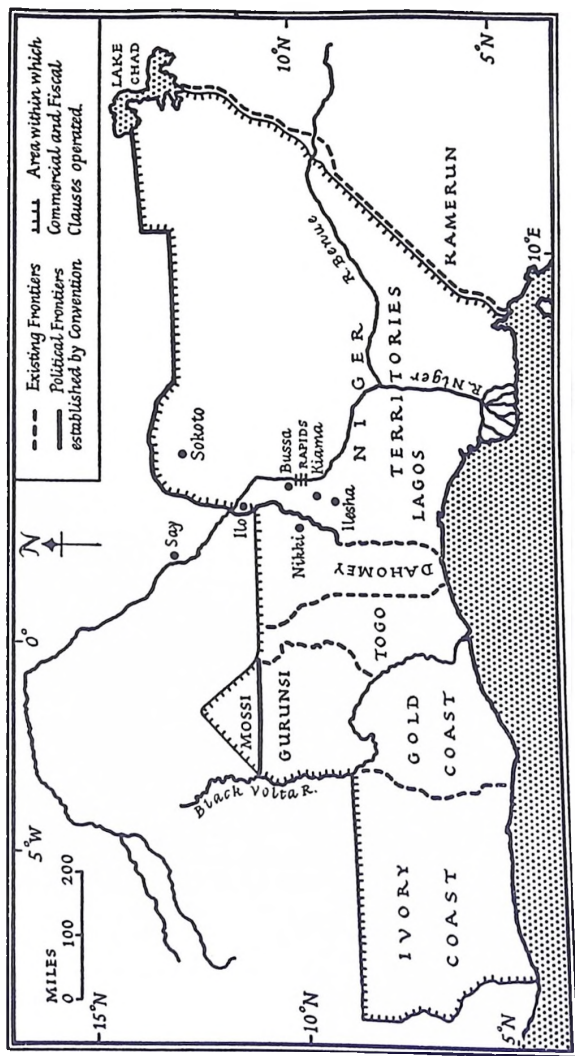 Existing Frontiers
Political Frontiers
established by Convention
Area within which
Commercial and Fiscal
Clauses operated.
N
MILES
0 100 200
5°W
0°
10°E
15°N
10°N
5°N
10°N
5°N
LAKE
CHAD
Say
Sokoto
Ilo
Bussa
RAPIDS
Kiama
Nikki
Ilesha
R. Benue
R. Niger
NIGER
TERRITORIES
LAGOS
KAMERUN
DAHOMEY
TOGO
MOSSI
GURUNSI
Black Volta R.
GOLD
COAST
IVORY
COAST